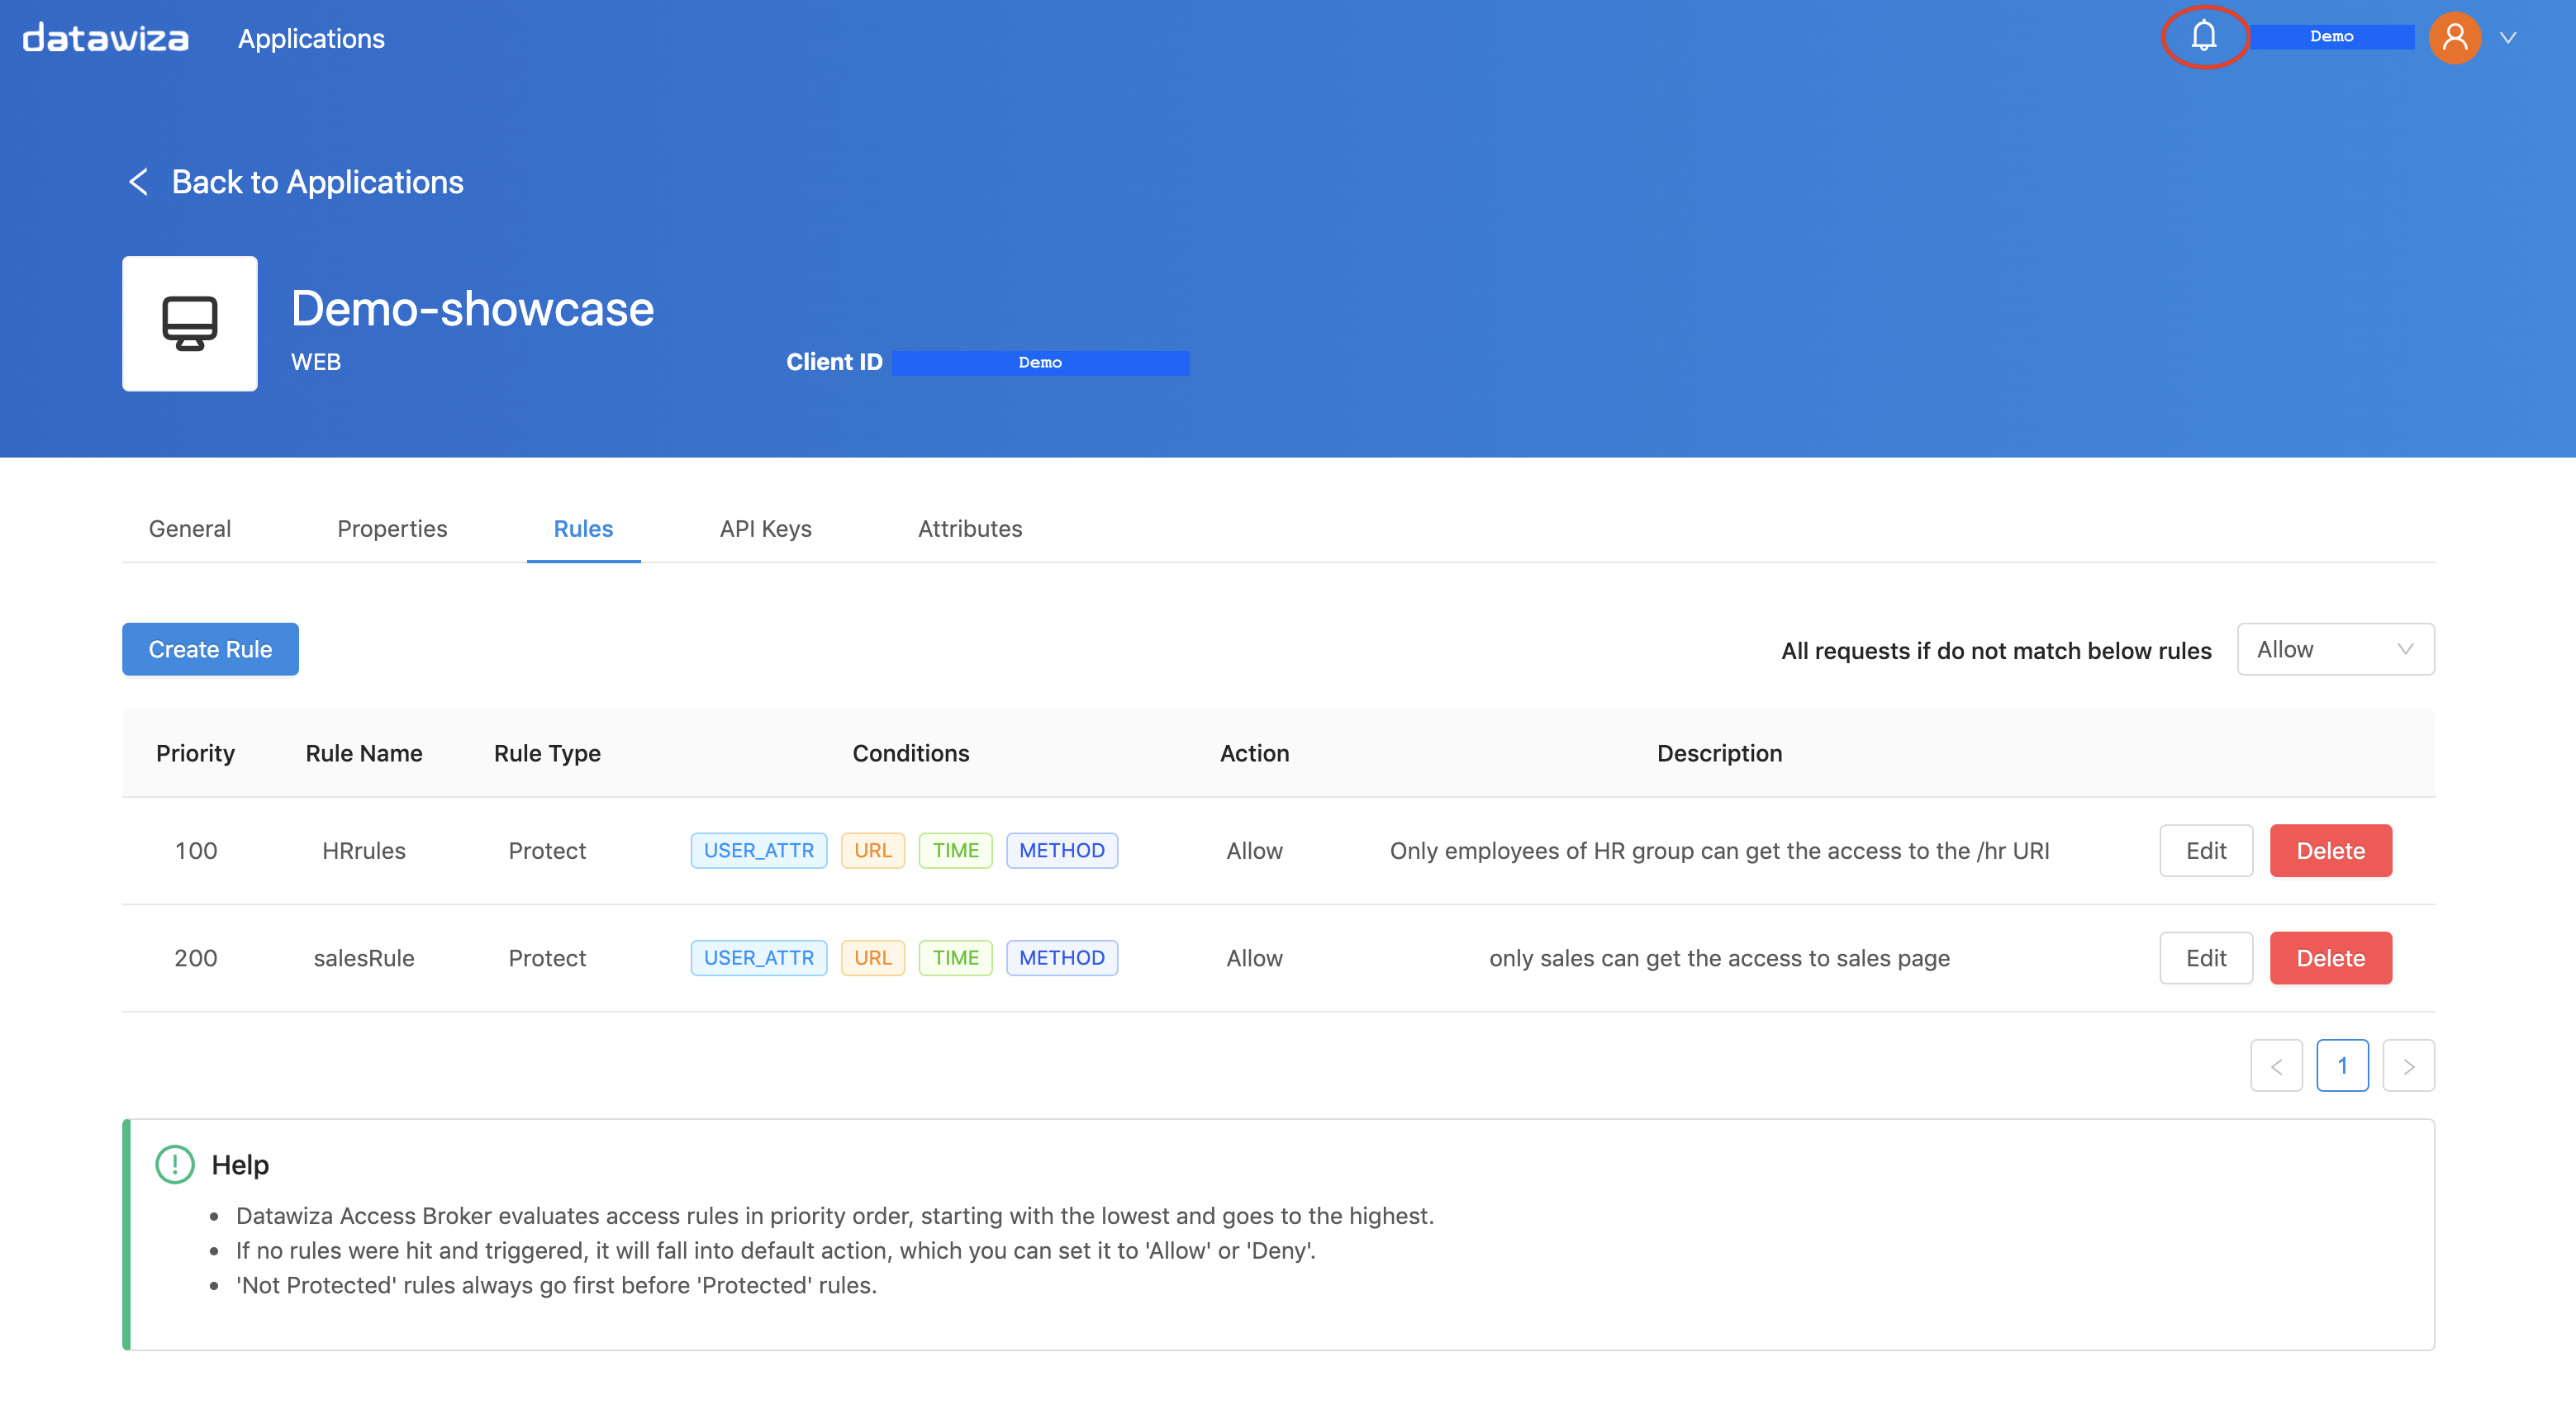 datawiza Applications Demo
Back to Applications
Demo-showcase
WEB Client ID Demo
General Properties Rules API Keys Attributes
Create Rule All requests if do not match below rules Allow
Priority Rule Name Rule Type Conditions Action Description
100 HRrules Protect USER_ATTR URL TIME METHOD Allow Only employees of HR group can get the access to the /hr URI Edit Delete
200 salesRule Protect USER_ATTR URL TIME METHOD Allow only sales can get the access to sales page Edit Delete
< 1 >
Help
• Datawiza Access Broker evaluates access rules in priority order, starting with the lowest and goes to the highest.
• If no rules were hit and triggered, it will fall into default action, which you can set it to 'Allow' or 'Deny'.
• 'Not Protected' rules always go first before 'Protected' rules.